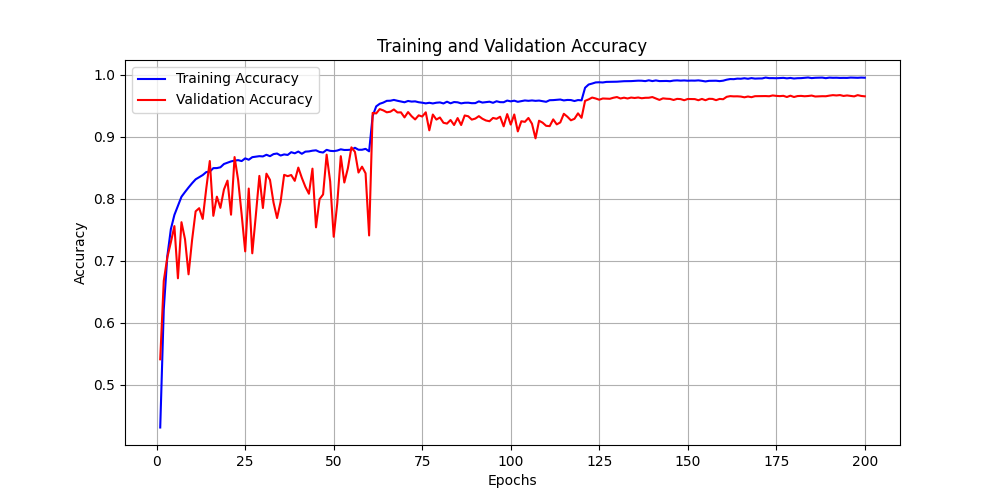 Training and Validation Accuracy
Training Accuracy
Validation Accuracy
1.0
0.9
0.8
0.7
0.6
0.5
Accuracy
0 25 50 75 100 125 150 175 200
Epochs